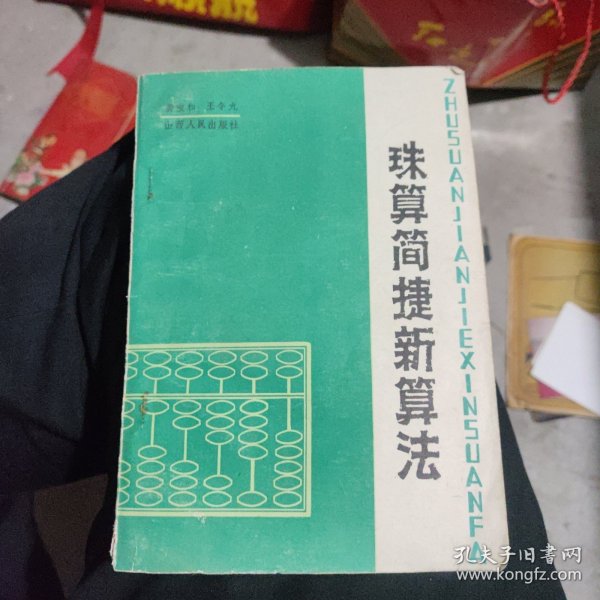 宝和 王令九
山西人民出版社
珠算简捷新算法
ZHUSUANJIANJIEXINSUANFA
孔夫子旧书网
www.kongfz.com